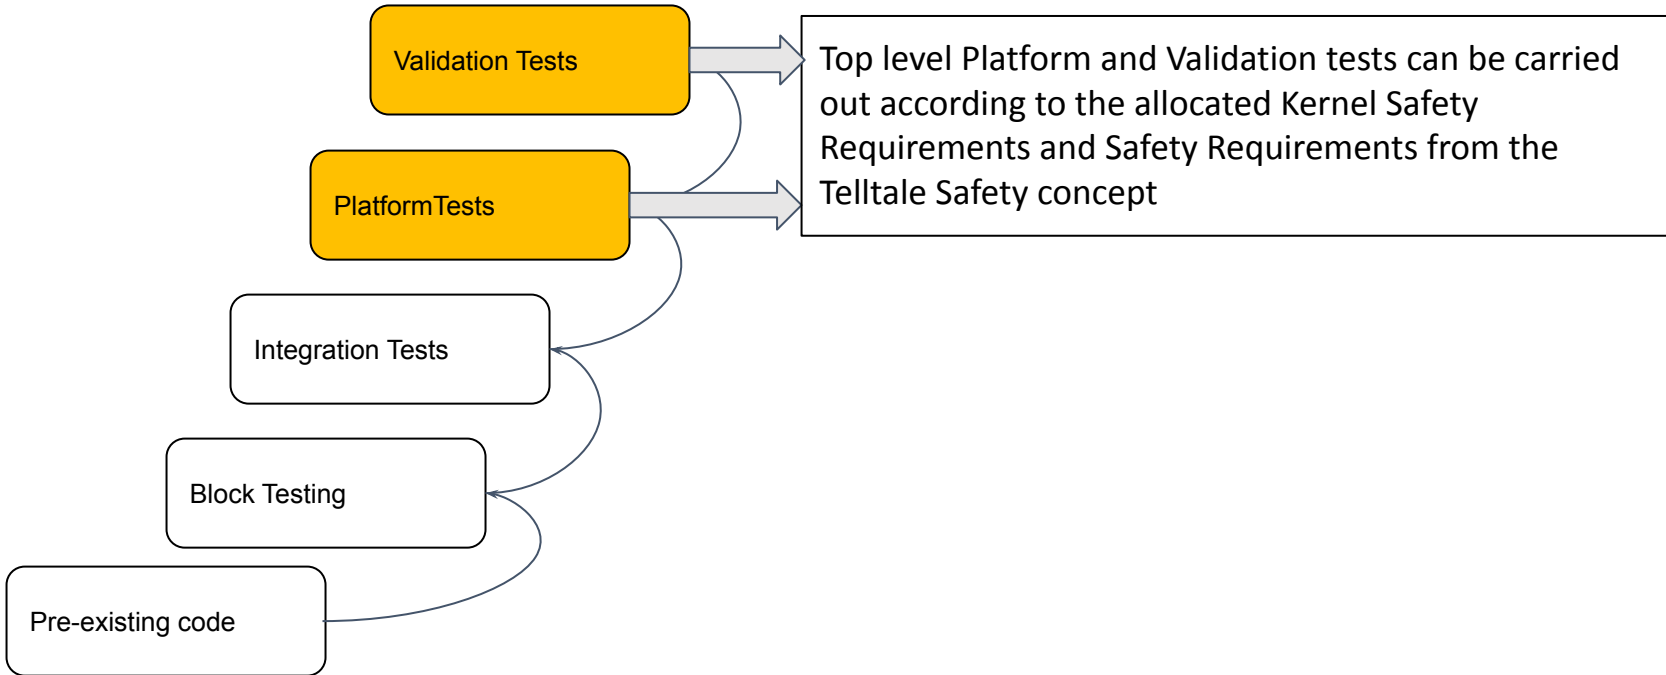 Validation Tests
Top level Platform and Validation tests can be carried
out according to the allocated Kernel Safety
Requirements and Safety Requirements from the
Telltale Safety concept
PlatformTests
Integration Tests
Block Testing
Pre-existing code